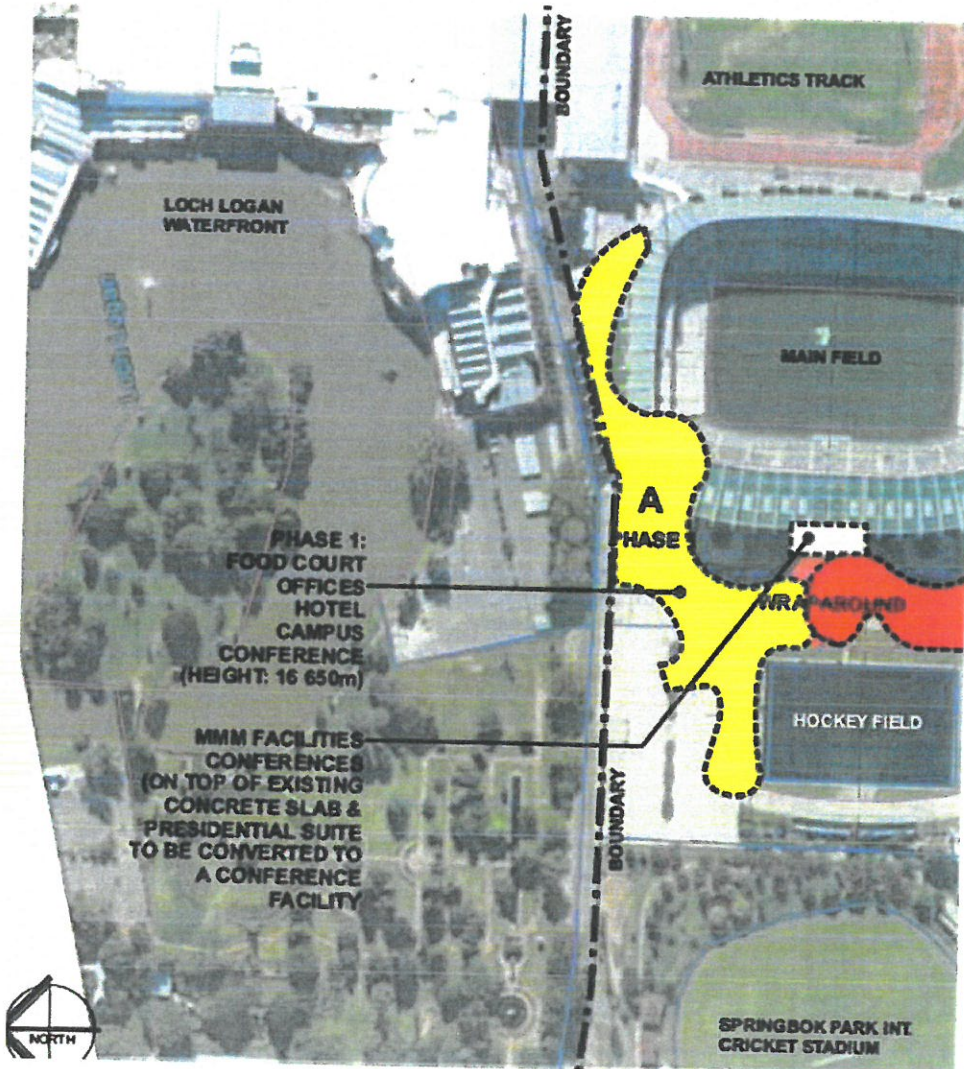 BOUNDARY
ATHLETICS TRACK
LOCH LOGAN
WATERFRONT
MAIN FIELD
A
PHASE
PHASE 1:
FOOD COURT
OFFICES
HOTEL
CAMPUS
CONFERENCE
(HEIGHT: 16 650m)
WRAPAROUND
MMM FACILITIES
CONFERENCES
(ON TOP OF EXISTING
CONCRETE SLAB &
PRESIDENTIAL SUITE
TO BE CONVERTED TO
A CONFERENCE
FACILITY
HOCKEY FIELD
BOUNDARY
NORTH
SPRINGBOK PARK INT.
CRICKET STADIUM